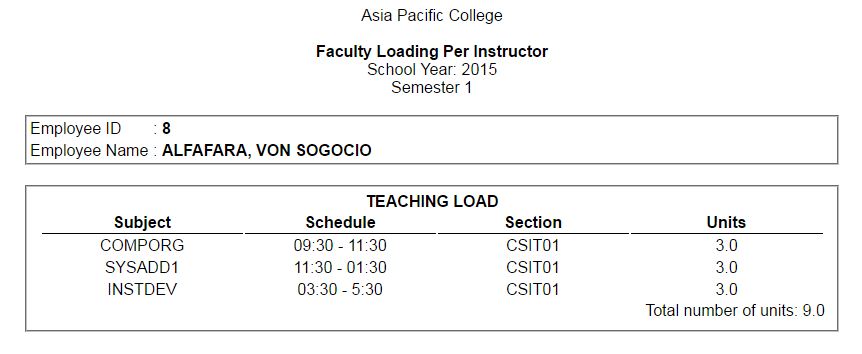 Asia Pacific College
Faculty Loading Per Instructor
School Year: 2015
Semester 1
Employee ID : 8
Employee Name : ALFAFARA, VON SOGOCIO
TEACHING LOAD
Subject Schedule Section Units
COMPORG 09:30 - 11:30 CSIT01 3.0
SYSADD1 11:30 - 01:30 CSIT01 3.0
INSTDEV 03:30 - 5:30 CSIT01 3.0
Total number of units: 9.0